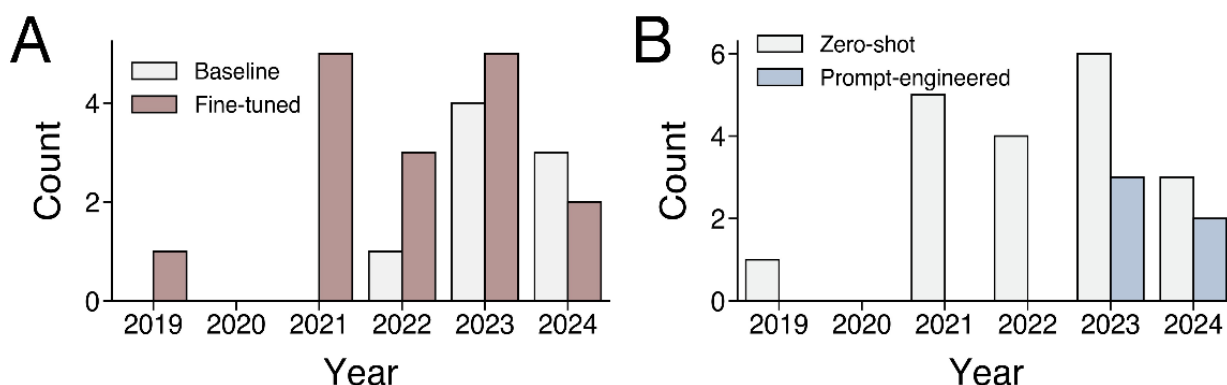 A
Baseline
Fine-tuned
4
2
0
Count
2019 2020 2021 2022 2023 2024
Year
B
Zero-shot
Prompt-engineered
6
4
2
0
Count
2019 2020 2021 2022 2023 2024
Year